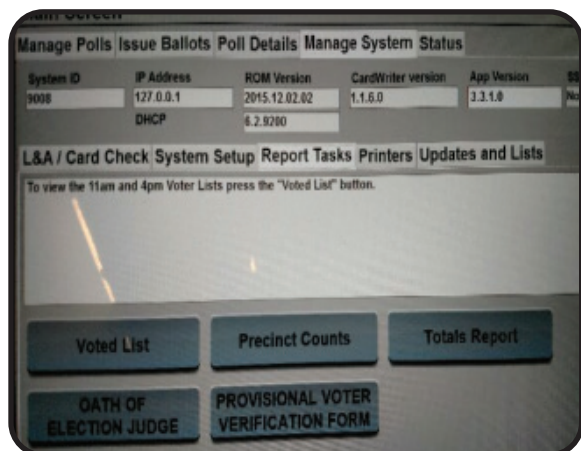 Main Screen
Manage Polls Issue Ballots Poll Details Manage System Status
System ID IP Address ROM Version CardWriter version App Version
9008 127.0.0.1 2015.12.02.02 1.1.6.0 3.3.1.0 No
DHCP 6.2.9200
L&A / Card Check System Setup Report Tasks Printers Updates and Lists
To view the 11am and 4pm Voter Lists press the "Voted List" button.
Voted List Precinct Counts Totals Report
OATH OF
ELECTION JUDGE
PROVISIONAL VOTER
VERIFICATION FORM